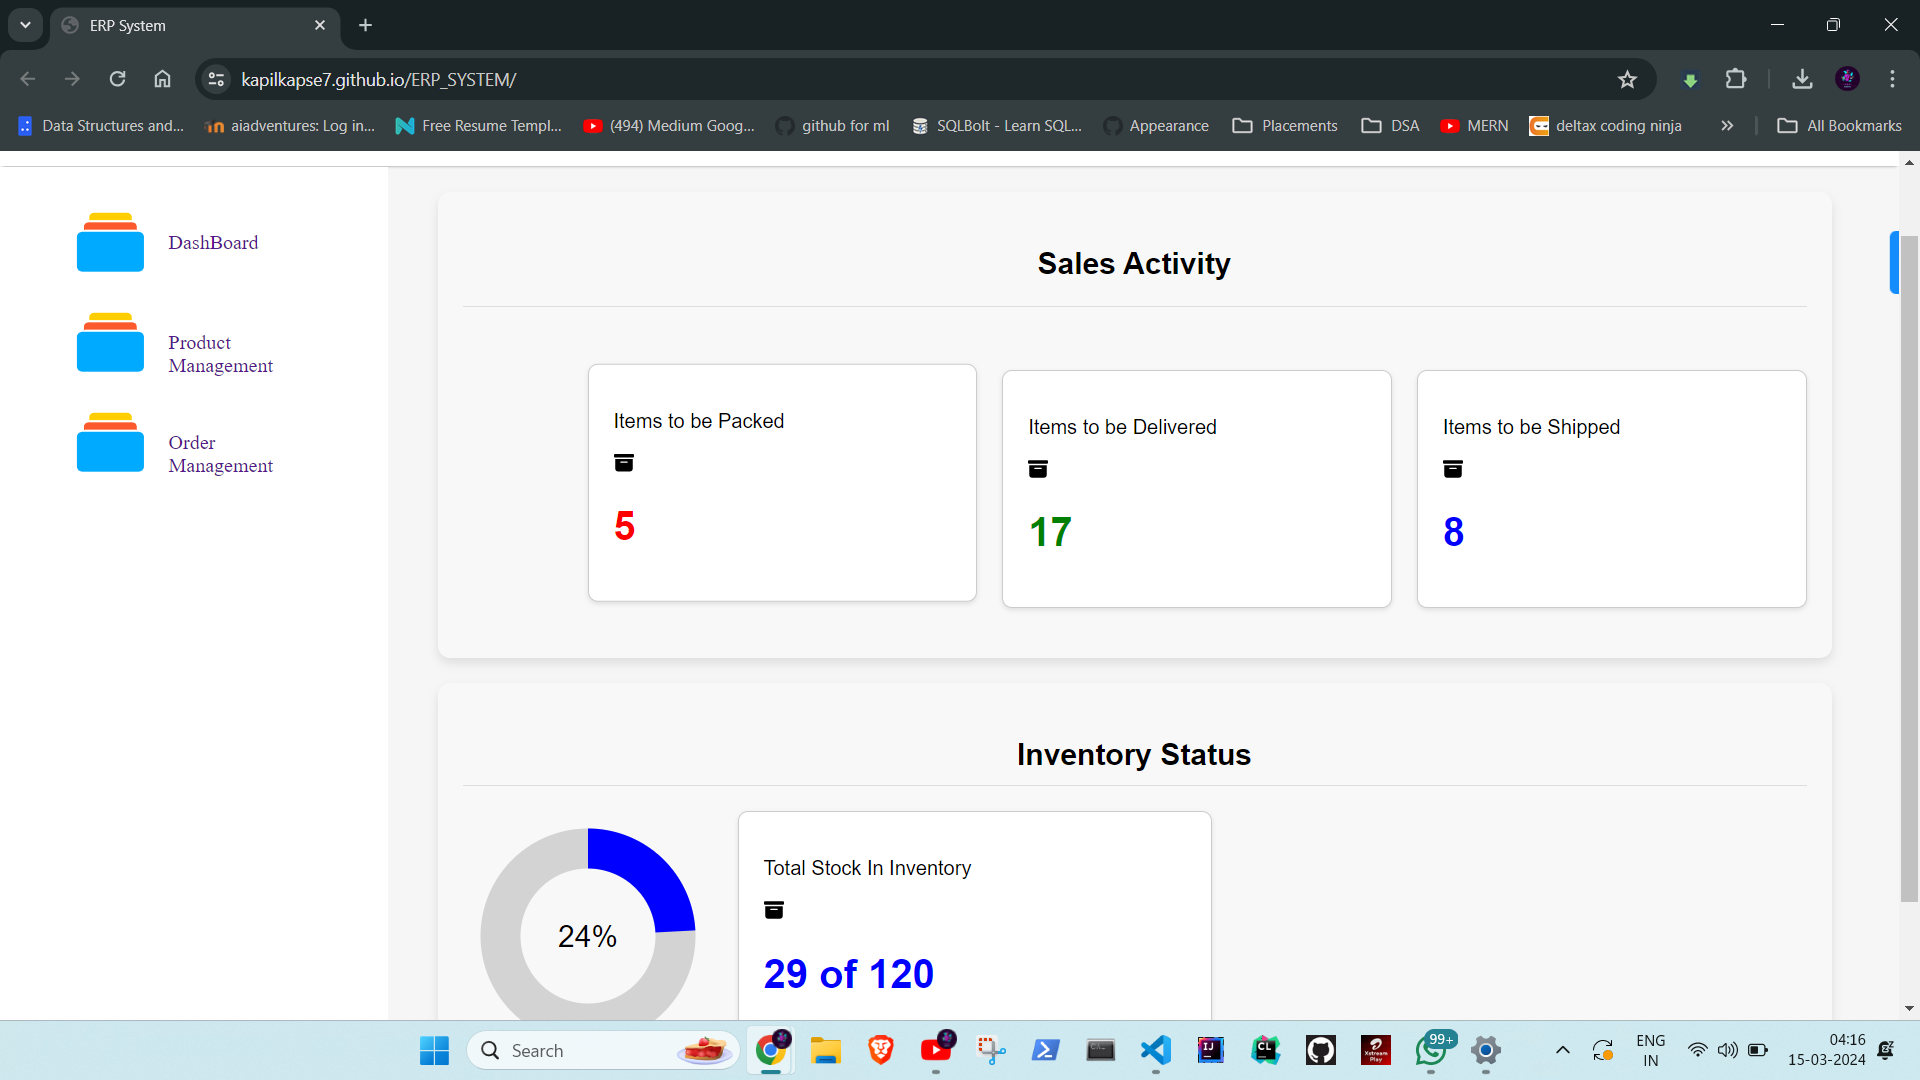 ERP System
kapilkapse7.github.io/ERP_SYSTEM/
Data Structures and...
aiadventures: Log in...
Free Resume Templ...
(494) Medium Goog...
github for ml
SQLBolt - Learn SQL...
Appearance
Placements
DSA
MERN
deltax coding ninja
All Bookmarks
DashBoard
Product
Management
Order
Management
Sales Activity
Items to be Packed
5
Items to be Delivered
17
Items to be Shipped
8
Inventory Status
24%
Total Stock In Inventory
29 of 120
Search
99+
ENG
IN
04:16
15-03-2024